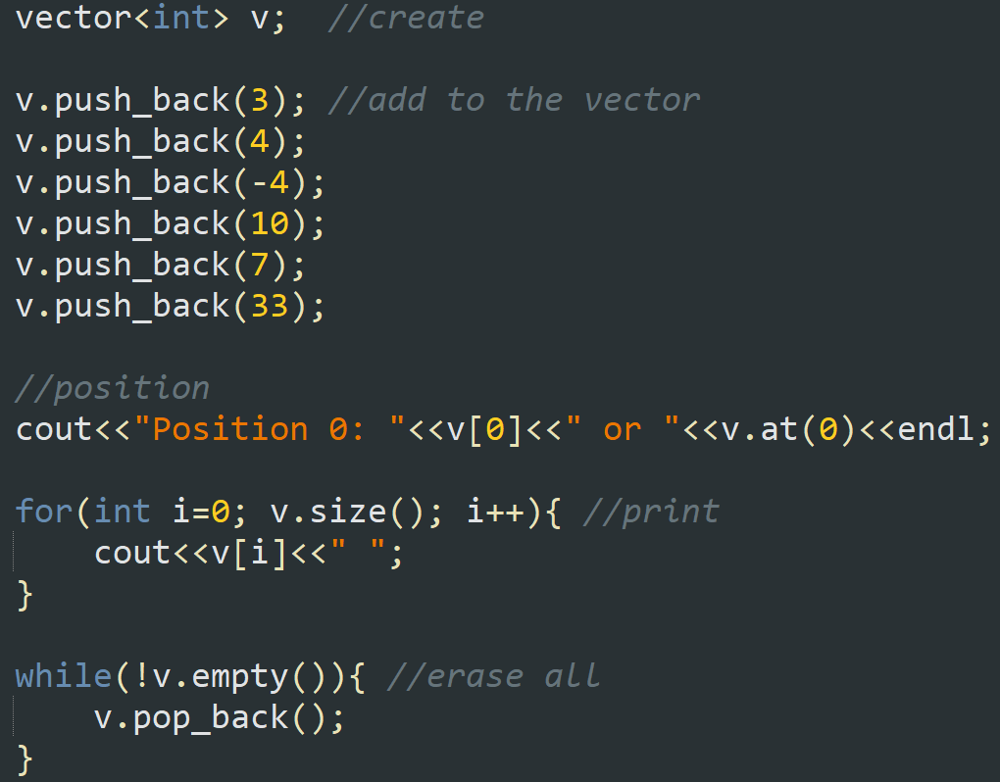 vector<int> v;  //create
v.push_back(3); //add to the vector
v.push_back(4);
v.push_back(-4);
v.push_back(10);
v.push_back(7);
v.push_back(33);
//position
cout<<"Position 0: "<<v[0]<<" or "<<v.at(0)<<endl;
for(int i=0; v.size(); i++){ //print
    cout<<v[i]<<" ";
}
while(!v.empty()){ //erase all
    v.pop_back();
}